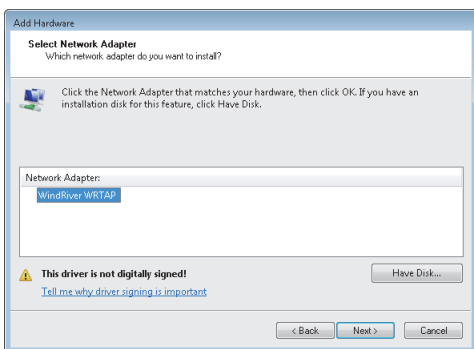 Add Hardware
Select Network Adapter
Which network adapter do you want to install?
Click the Network Adapter that matches your hardware, then click OK. If you have an
installation disk for this feature, click Have Disk.
Network Adapter:
WindRiver WRTAP
This driver is not digitally signed!
Have Disk...
Tell me why driver signing is important
< Back
Next >
Cancel